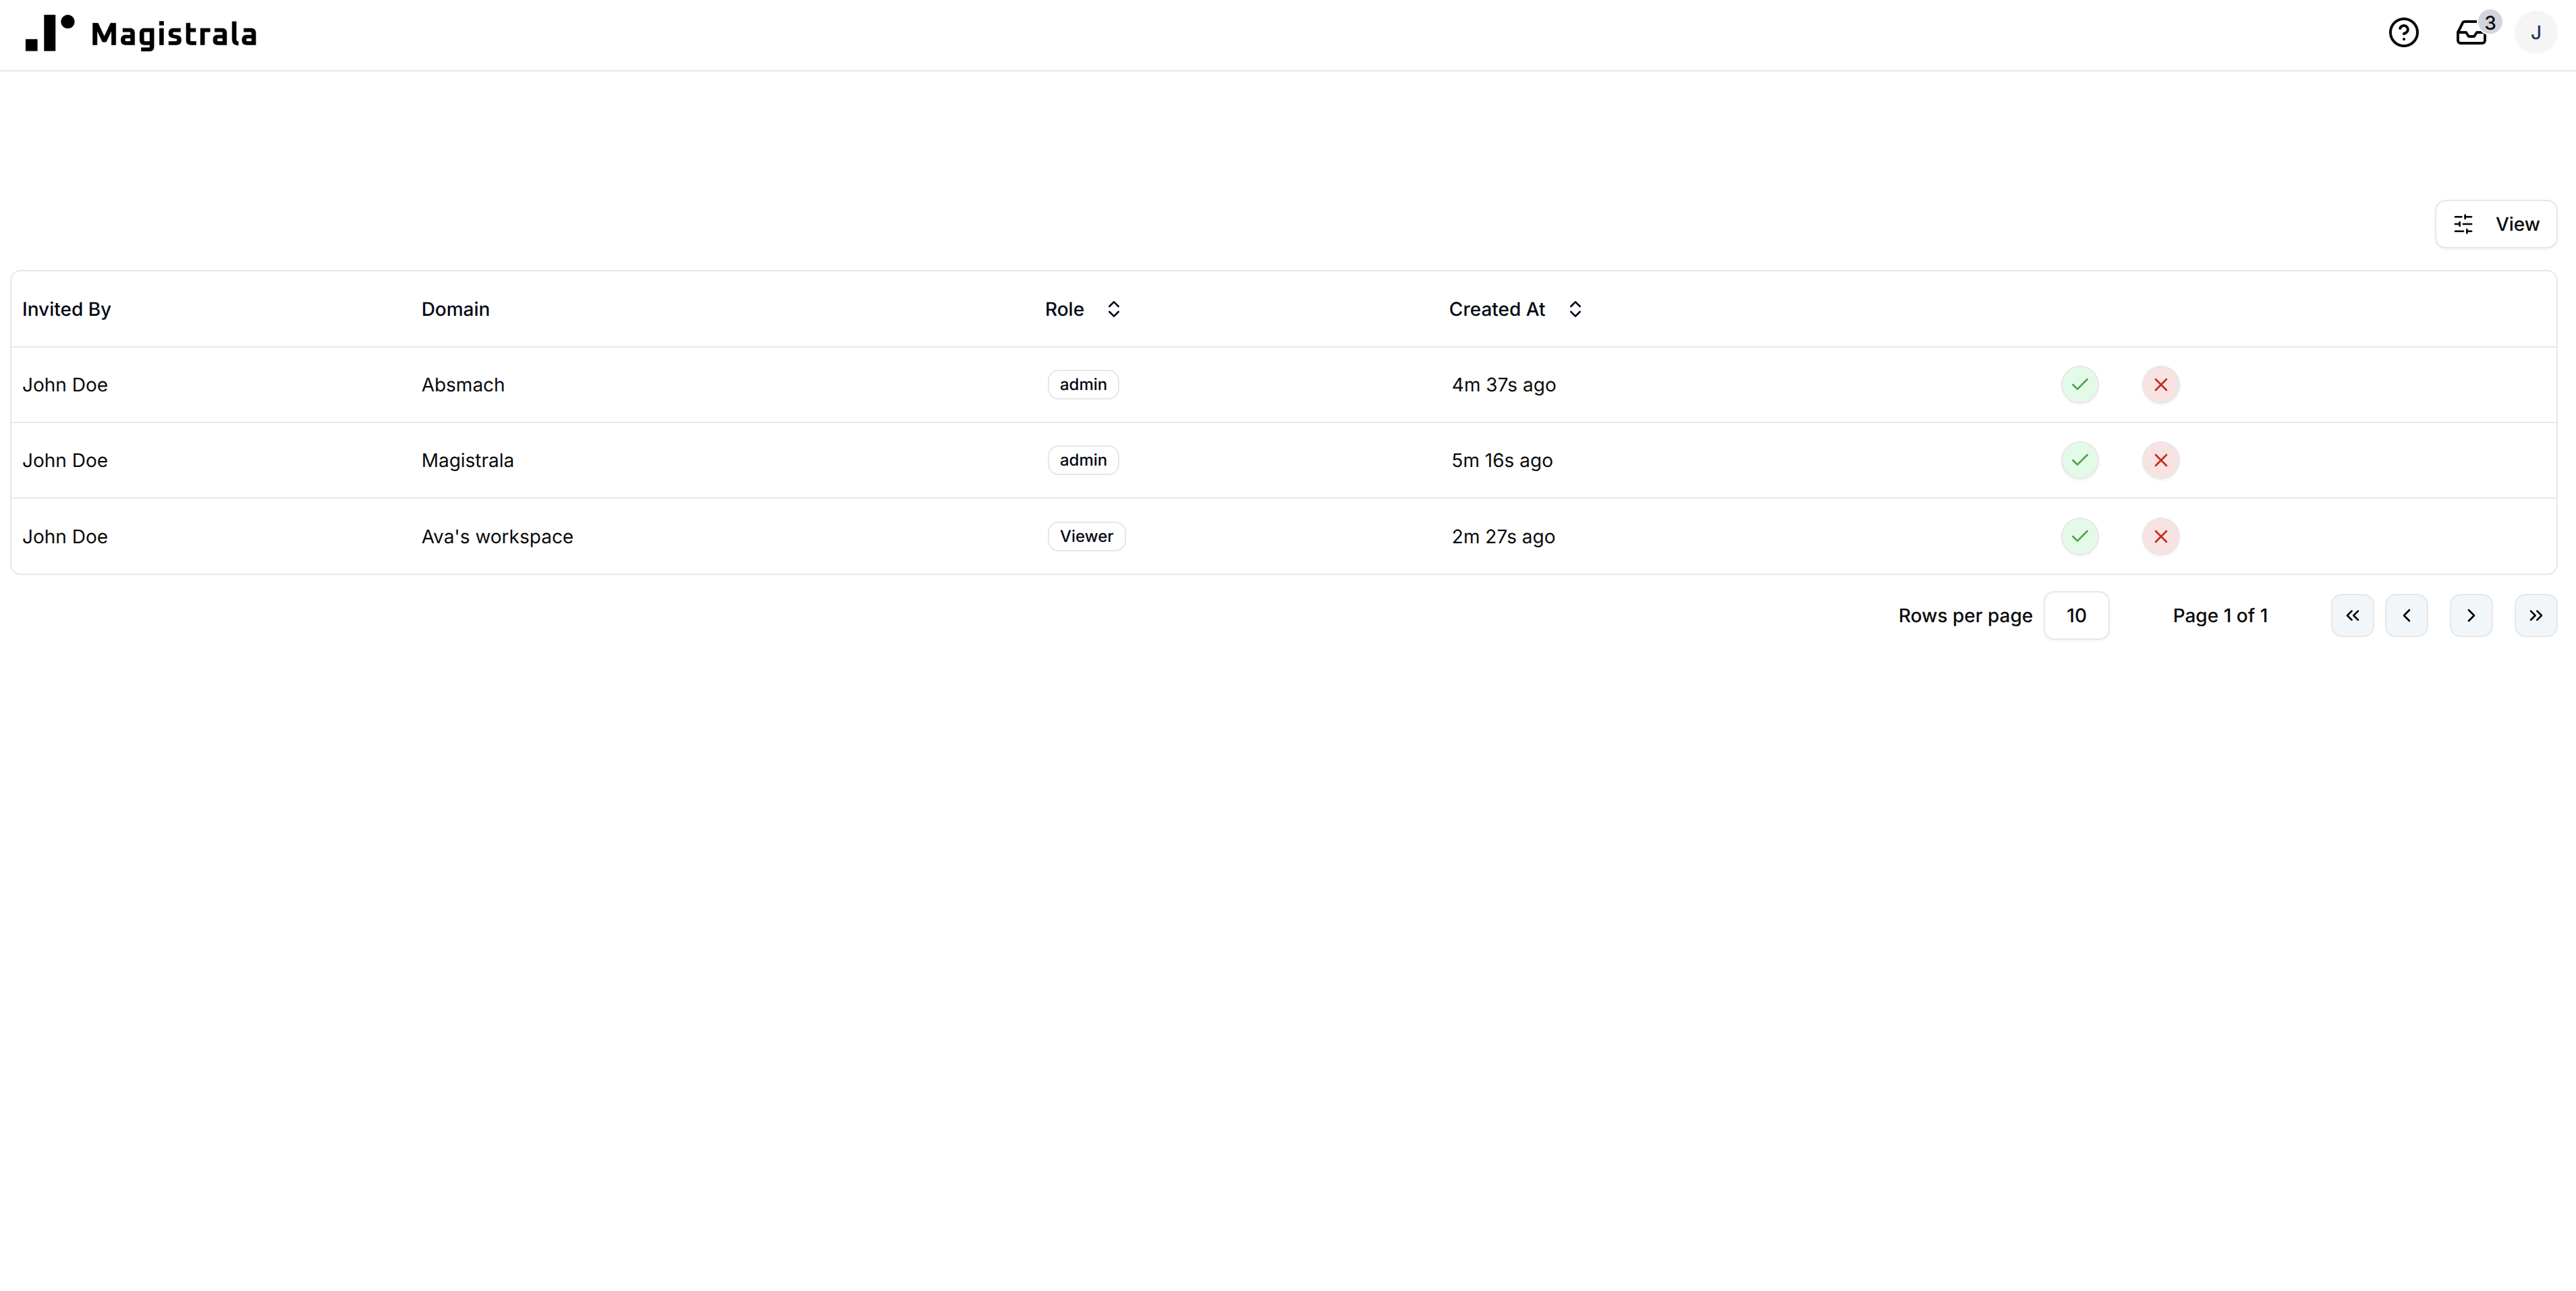 Magistrala
3
J
View
Invited By Domain Role Created At
John Doe Absmach admin 4m 37s ago
John Doe Magistrala admin 5m 16s ago
John Doe Ava's workspace Viewer 2m 27s ago
Rows per page 10 Page 1 of 1